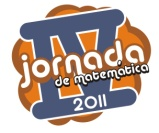 IV
jornada
de matemática
2011